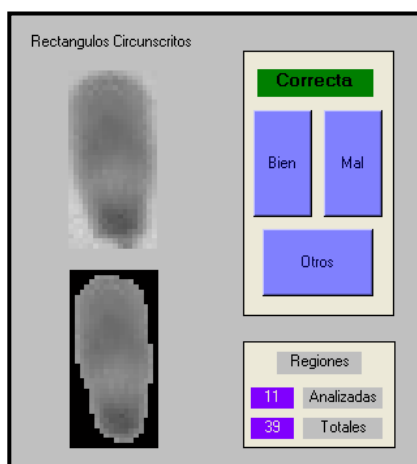 Rectangulos Circunscritos
Correcta
Bien Mal
Otros
Regiones
11 Analizadas
39 Totales